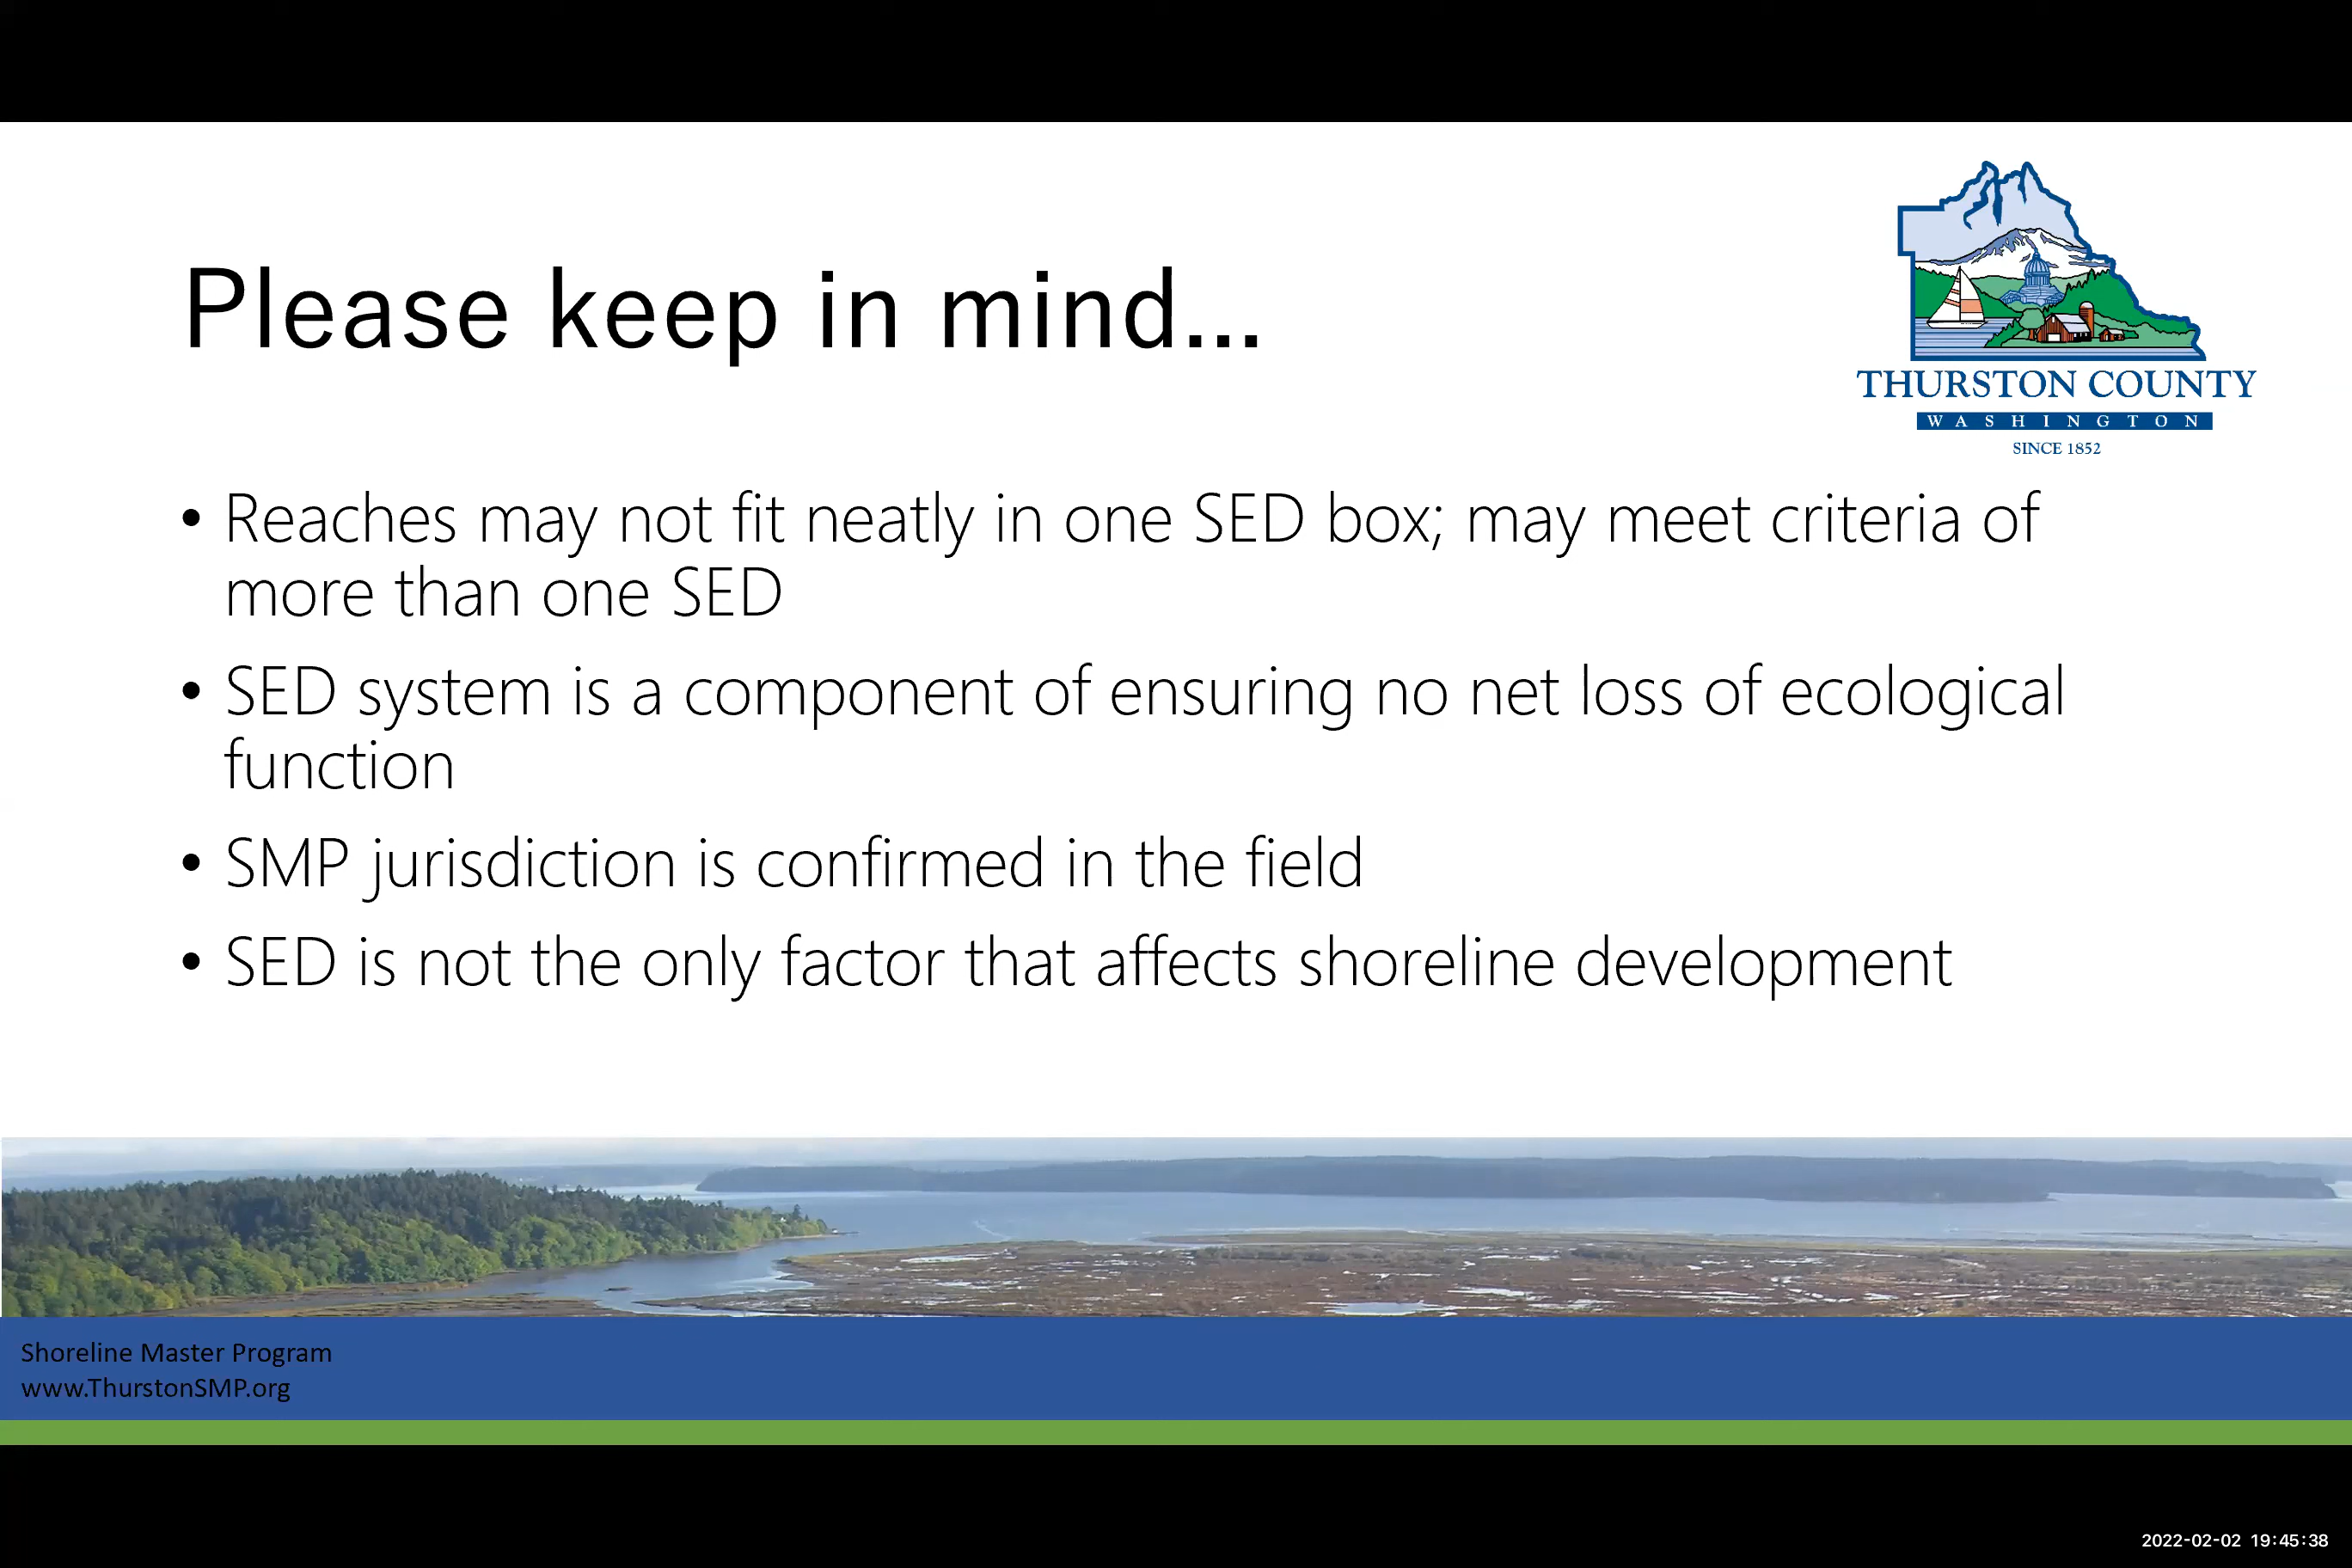 Please keep in mind...
THURSTON COUNTY
WASHINGTON
SINCE 1852
• Reaches may not fit neatly in one SED box; may meet criteria of
more than one SED
• SED system is a component of ensuring no net loss of ecological
function
• SMP jurisdiction is confirmed in the field
• SED is not the only factor that affects shoreline development
Shoreline Master Program
www.ThurstonSMP.org
2022-02-02 19:45:38